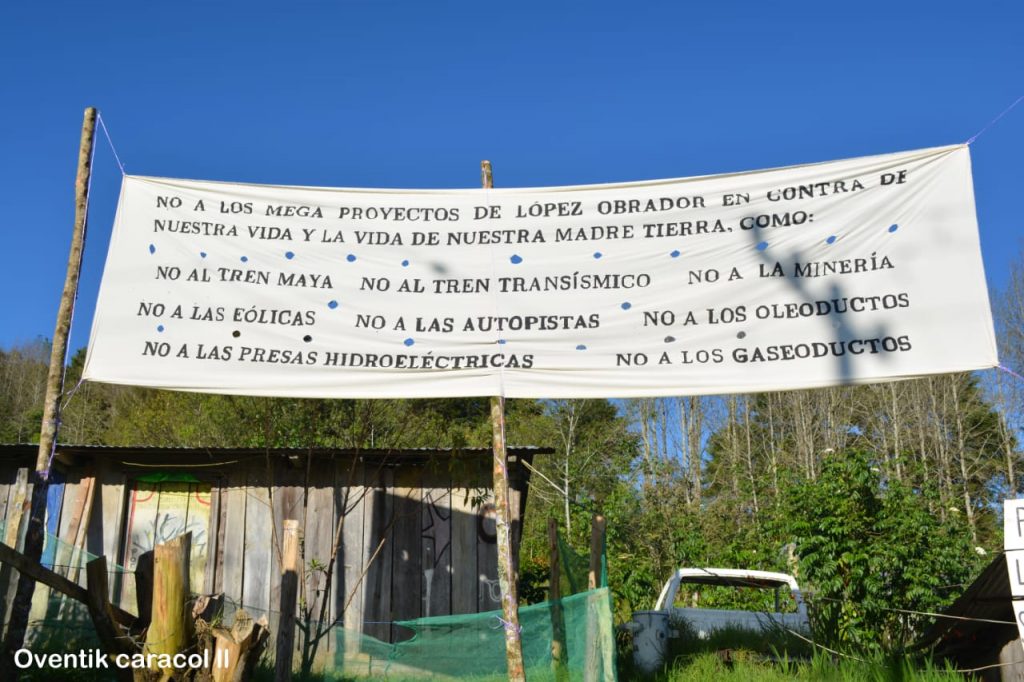 NO A LOS MEGA PROYECTOS DE LÓPEZ OBRADOR EN CONTRA DE
NUESTRA VIDA Y LA VIDA DE NUESTRA MADRE TIERRA, COMO:
NO AL TREN MAYA NO AL TREN TRANSÍSMICO NO A LA MINERÍA
NO A LAS EÓLICAS NO A LAS AUTOPISTAS NO A LOS OLEODUCTOS
NO A LAS PRESAS HIDROELÉCTRICAS NO A LOS GASEODUCTOS
Oventik caracol II